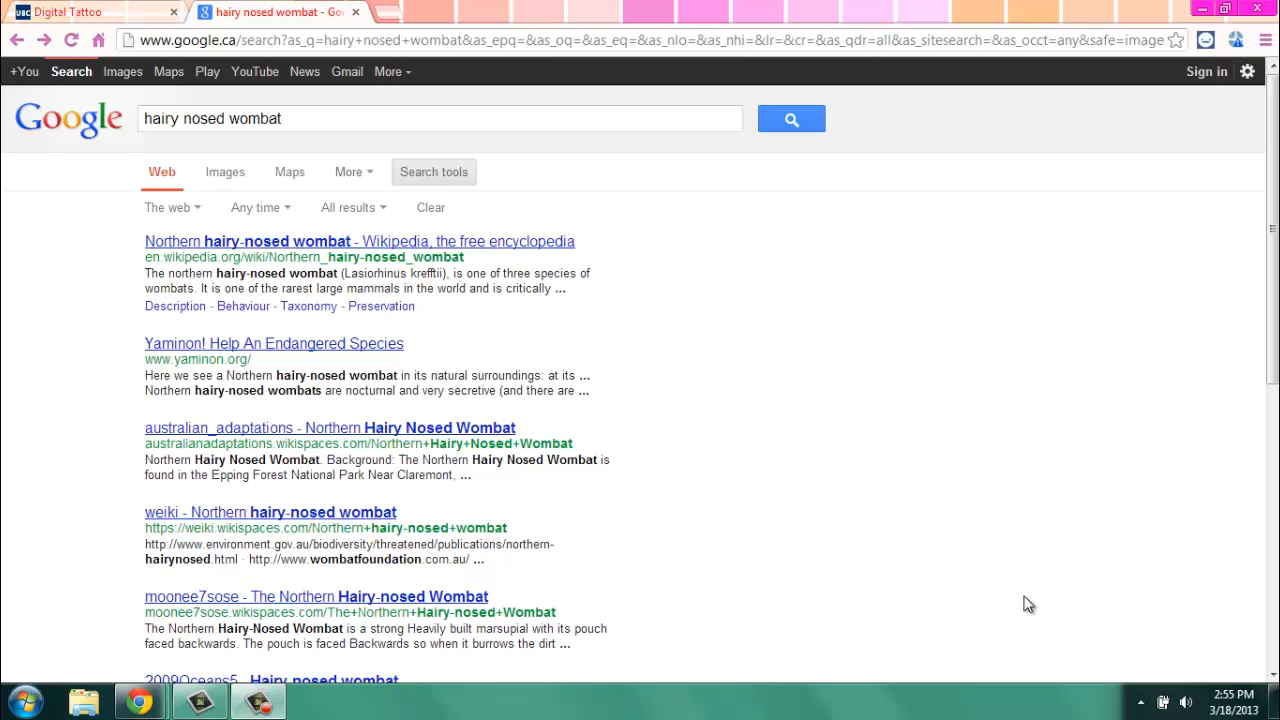 UBC Digital Tattoo
hairy nosed wombat - Goo
www.google.ca/search?as_q=hairy+nosed+wombat&as_epq=&as_oq=&as_eq=&as_nlo=&as_nhi=&lr=&cr=&as_qdr=all&as_sitesearch=&as_occt=any&safe=image
+You Search Images Maps Play YouTube News Gmail More Sign in
Google hairy nosed wombat
Web Images Maps More Search tools
The web Any time All results Clear
Northern hairy-nosed wombat - Wikipedia, the free encyclopedia
en.wikipedia.org/wiki/Northern_hairy-nosed_wombat
The northern hairy-nosed wombat (Lasiorhinus krefftii), is one of three species of
wombats. It is one of the rarest large mammals in the world and is critically ...
Description - Behaviour - Taxonomy - Preservation
Yaminon! Help An Endangered Species
www.yaminon.org/
Here we see a Northern hairy-nosed wombat in its natural surroundings: at its ...
Northern hairy-nosed wombats are nocturnal and very secretive (and there are ...
australian_adaptations - Northern Hairy Nosed Wombat
australianadaptations.wikispaces.com/Northern+Hairy+Nosed+Wombat
Northern Hairy Nosed Wombat. Background: The Northern Hairy Nosed Wombat is
found in the Epping Forest National Park Near Claremont, ...
weiki - Northern hairy-nosed wombat
https://weiki.wikispaces.com/Northern+hairy-nosed+wombat
http://www.environment.gov.au/biodiversity/threatened/publications/northern-
hairynosed.html · http://www.wombatfoundation.com.au/ ...
moonee7sose - The Northern Hairy-nosed Wombat
moonee7sose.wikispaces.com/The+Northern+Hairy-nosed+Wombat
The Northern Hairy-Nosed Wombat is a strong Heavily built marsupial with its pouch
faced backwards. The pouch is faced Backwards so when it burrows the dirt ...
2009Oceans5 - Hairy nosed wombat
2:55 PM
3/18/2013